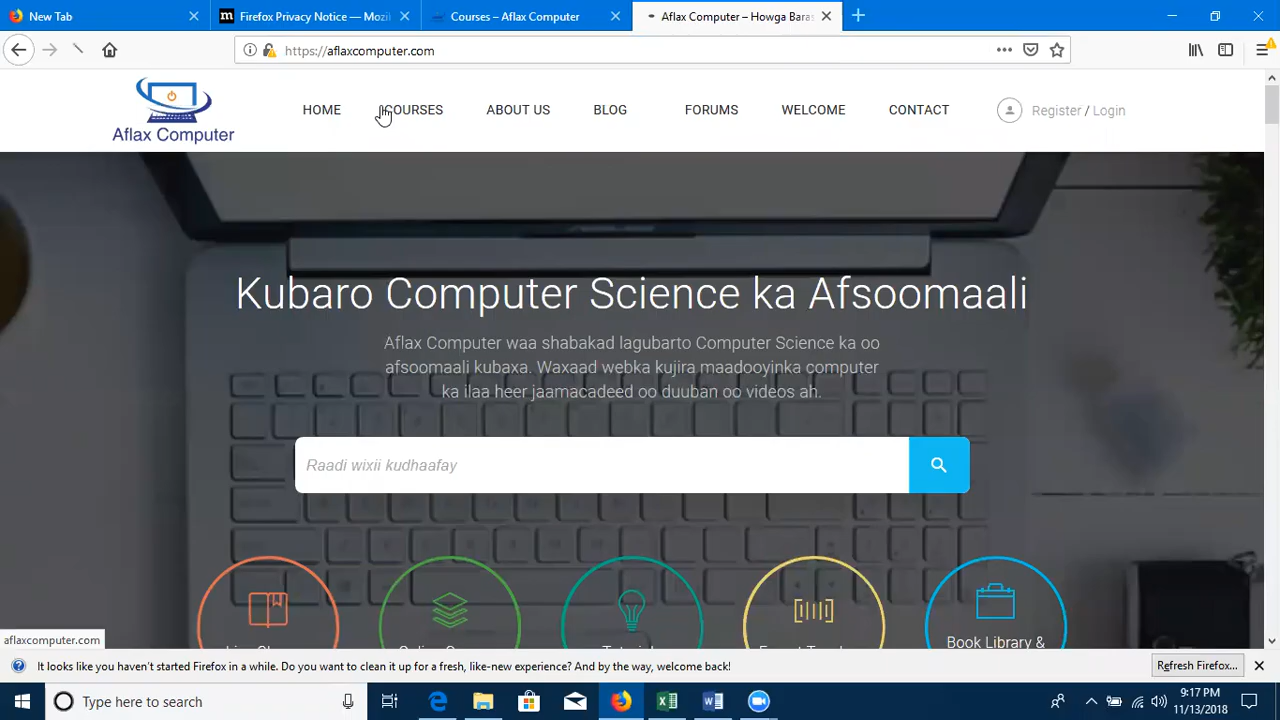 New Tab
Firefox Privacy Notice — Mozi
Courses – Aflax Computer
Aflax Computer – Howga Baras
https://aflaxcomputer.com
Aflax Computer
HOME
COURSES
ABOUT US
BLOG
FORUMS
WELCOME
CONTACT
Register / Login
Kubaro Computer Science ka Afsoomaali
Aflax Computer waa shabakad lagubarto Computer Science ka oo
afsoomaali kubaxa. Waxaad webka kujira maadooyinka computer
ka ilaa heer jaamacadeed oo duuban oo videos ah.
Raadi wixii kudhaafay
Book Library &
aflaxcomputer.com
It looks like you haven't started Firefox in a while. Do you want to clean it up for a fresh, like-new experience? And by the way, welcome back!
Refresh Firefox...
Type here to search
9:17 PM
11/13/2018